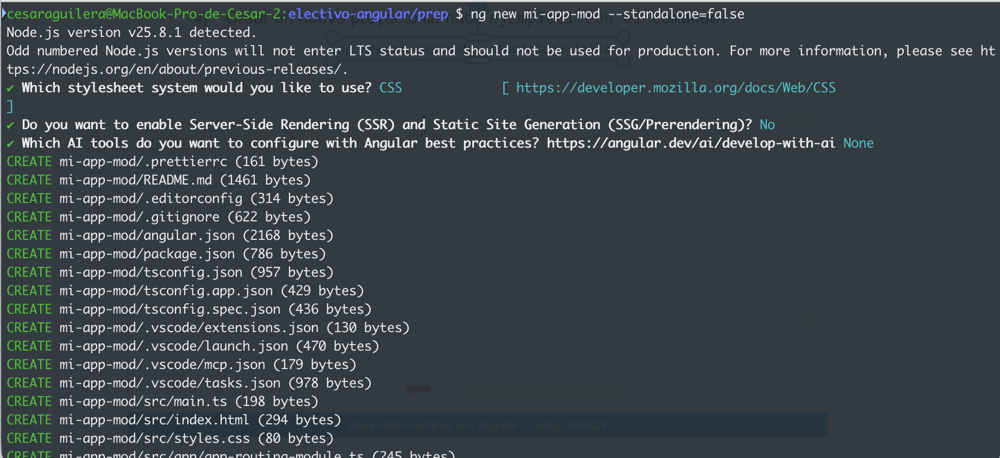 cesaraguilera@MacBook-Pro-de-Cesar-2:electivo-angular/prep $ ng new mi-app-mod --standalone=false
Node.js version v25.8.1 detected.
Odd numbered Node.js versions will not enter LTS status and should not be used for production. For more information, please see ht
tps://nodejs.org/en/about/previous-releases/.
✔ Which stylesheet system would you like to use? CSS [ https://developer.mozilla.org/docs/Web/CSS
]
✔ Do you want to enable Server-Side Rendering (SSR) and Static Site Generation (SSG/Prerendering)? No
✔ Which AI tools do you want to configure with Angular best practices? https://angular.dev/ai/develop-with-ai None
CREATE mi-app-mod/.prettierrc (161 bytes)
CREATE mi-app-mod/README.md (1461 bytes)
CREATE mi-app-mod/.editorconfig (314 bytes)
CREATE mi-app-mod/.gitignore (622 bytes)
CREATE mi-app-mod/angular.json (2168 bytes)
CREATE mi-app-mod/package.json (786 bytes)
CREATE mi-app-mod/tsconfig.json (957 bytes)
CREATE mi-app-mod/tsconfig.app.json (429 bytes)
CREATE mi-app-mod/tsconfig.spec.json (436 bytes)
CREATE mi-app-mod/.vscode/extensions.json (130 bytes)
CREATE mi-app-mod/.vscode/launch.json (470 bytes)
CREATE mi-app-mod/.vscode/mcp.json (179 bytes)
CREATE mi-app-mod/.vscode/tasks.json (978 bytes)
CREATE mi-app-mod/src/main.ts (198 bytes)
CREATE mi-app-mod/src/index.html (294 bytes)
Desarrollo FrontEnd con Angular – código 634529
CREATE mi-app-mod/src/styles.css (80 bytes)
CREATE mi-app-mod/src/app/app-routing-module.ts (245 bytes)